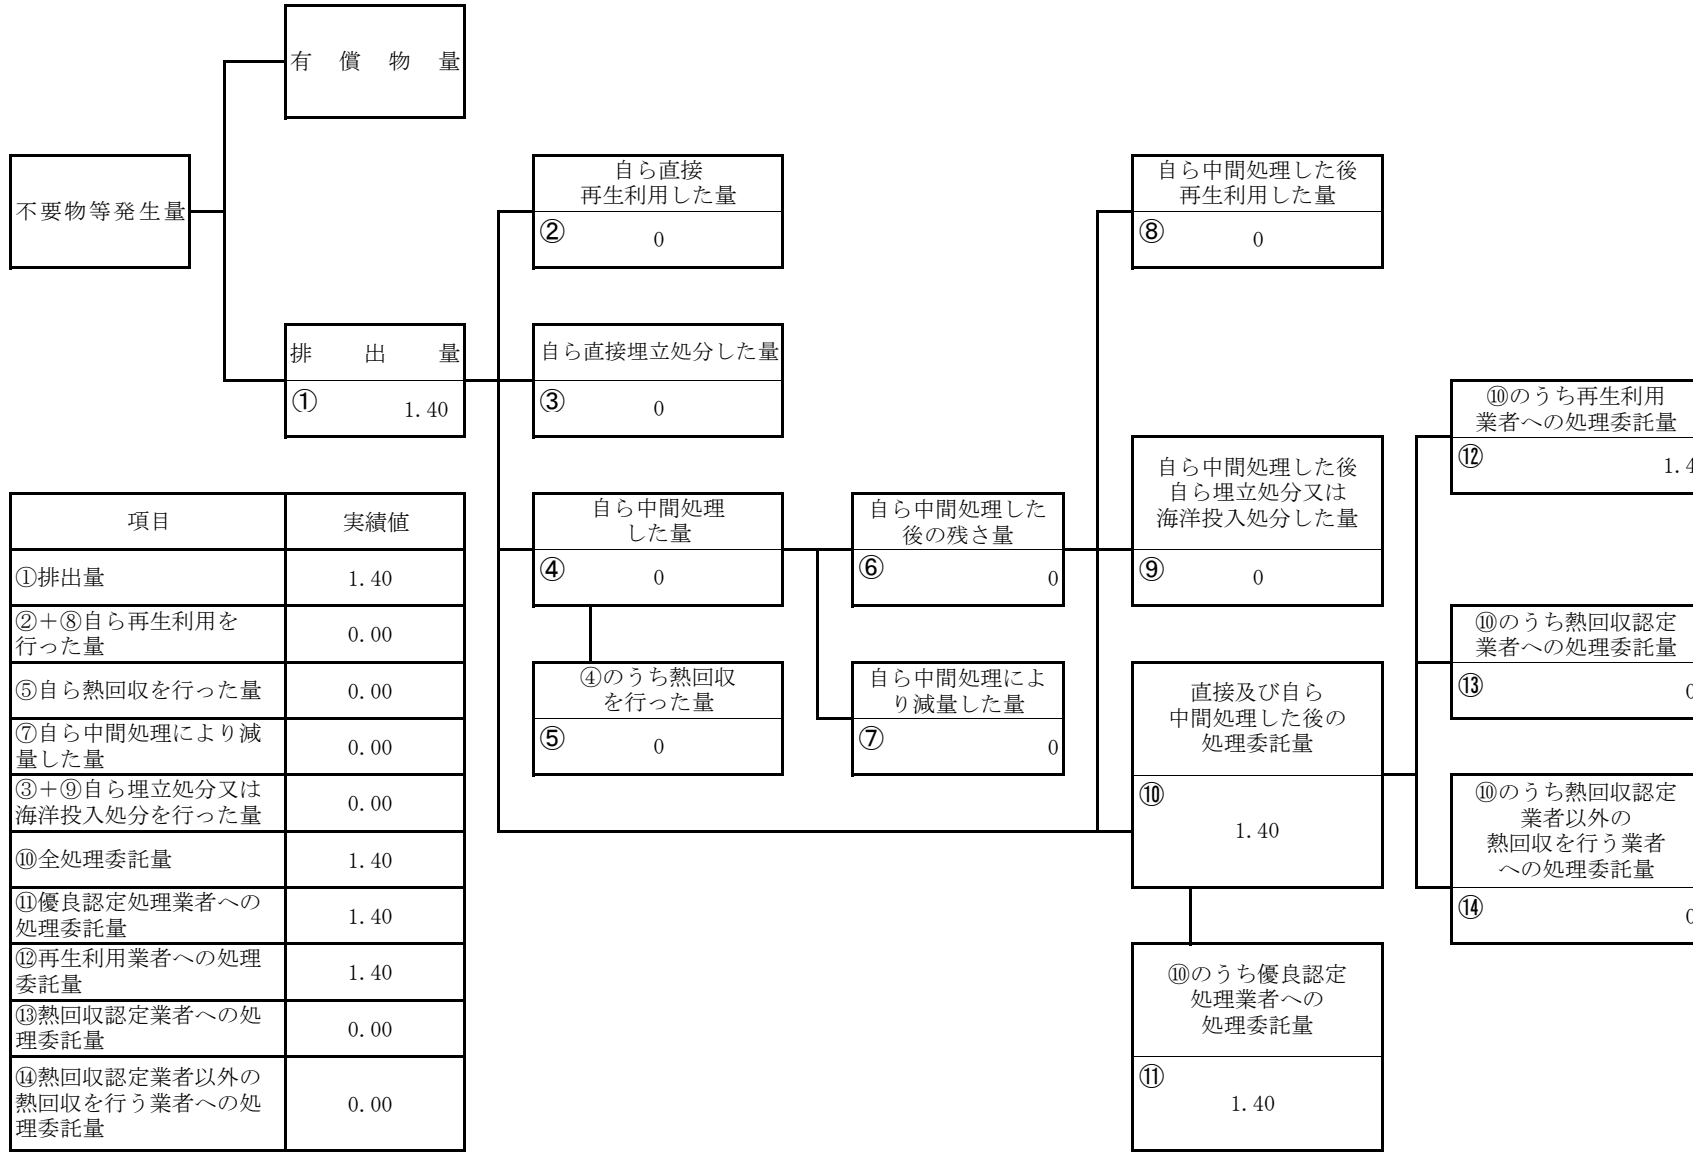 有償物量
不要物等発生量
排出量
① 1.40
自ら直接
再生利用した量
② 0
自ら直接埋立処分した量
③ 0
自ら中間処理
した量
④ 0
④のうち熱回収
を行った量
⑤ 0
自ら中間処理した
後の残さ量
⑥ 0
自ら中間処理によ
り減量した量
⑦ 0
自ら中間処理した後
再生利用した量
⑧ 0
自ら中間処理した後
自ら埋立処分又は
海洋投入処分した量
⑨ 0
直接及び自ら
中間処理した後の
処理委託量
⑩
1.40
⑩のうち優良認定
処理業者への
処理委託量
⑪
1.40
⑩のうち再生利用
業者への処理委託量
⑫ 1.4
⑩のうち熱回収認定
業者への処理委託量
⑬ 0
⑩のうち熱回収認定
業者以外の
熱回収を行う業者
への処理委託量
⑭ 0
項目 実績値
①排出量 1.40
②＋⑧自ら再生利用を
行った量 0.00
⑤自ら熱回収を行った量 0.00
⑦自ら中間処理により減
量した量 0.00
③＋⑨自ら埋立処分又は
海洋投入処分を行った量 0.00
⑩全処理委託量 1.40
⑪優良認定処理業者への
処理委託量 1.40
⑫再生利用業者への処理
委託量 1.40
⑬熱回収認定業者への処
理委託量 0.00
⑭熱回収認定業者以外の
熱回収を行う業者への処
理委託量 0.00